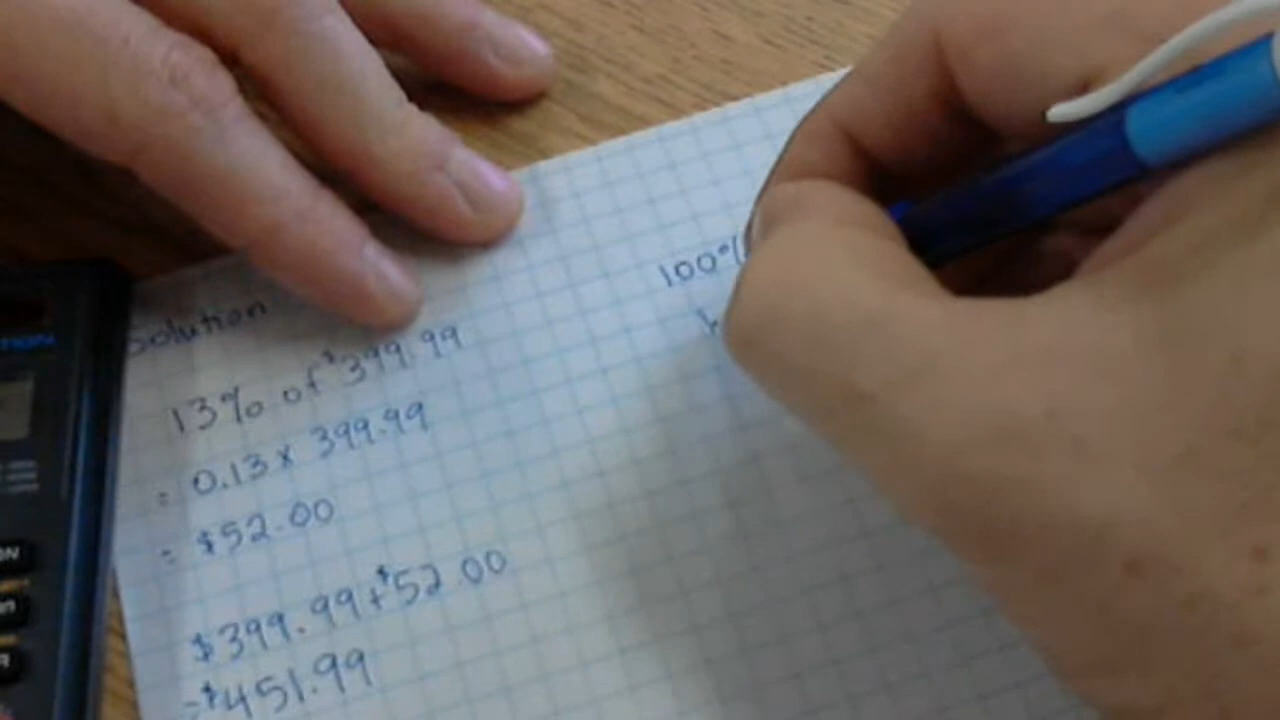 Solution
13% of $399.99
= 0.13 x 399.99
= $52.00
$399.99 + $52.00
= $451.99
100%